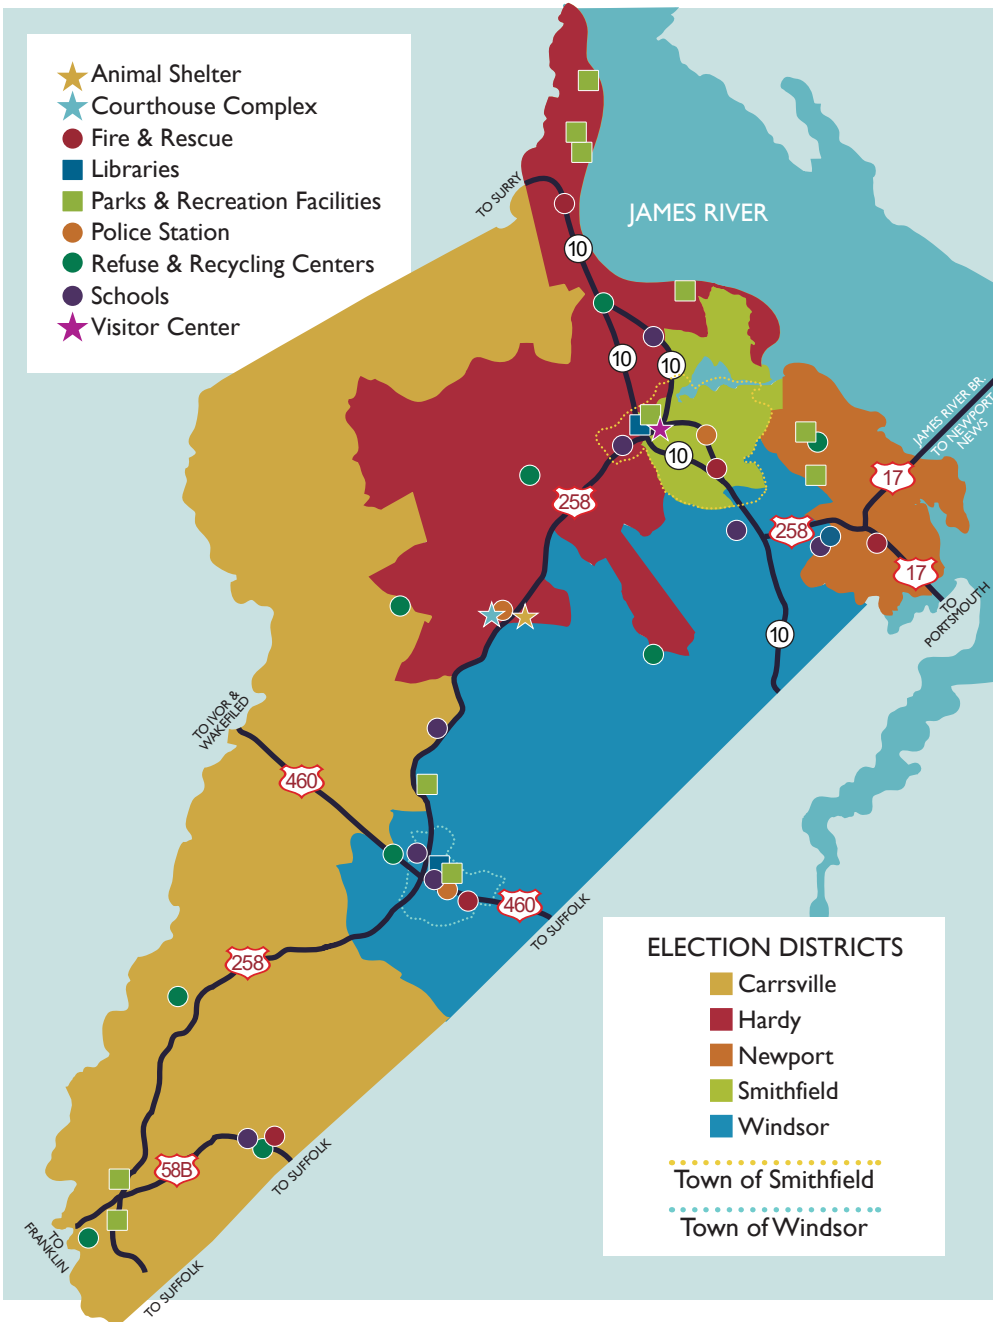 Animal Shelter
Courthouse Complex
Fire & Rescue
Libraries
Parks & Recreation Facilities
Police Station
Refuse & Recycling Centers
Schools
Visitor Center
TO SURRY
JAMES RIVER
10
10
10
10
JAMES RIVER BR.
TO NEWPORT
NEWS
17
258
258
17
TO
PORTSMOUTH
10
TO IVOR &
WAKEFILED
460
460
TO SUFFOLK
258
58B
TO SUFFOLK
TO
FRANKLIN
TO SUFFOLK
ELECTION DISTRICTS
Carrsville
Hardy
Newport
Smithfield
Windsor
Town of Smithfield
Town of Windsor